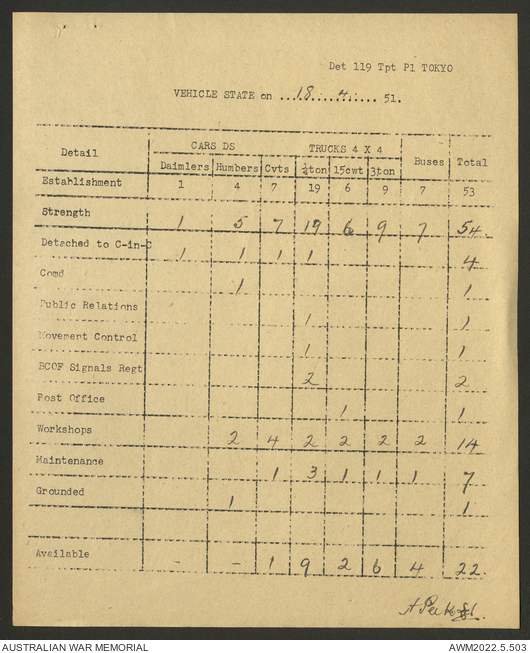 Det 119 Tpt Pl TOKYO
VEHICLE STATE on ...18....4..... 51.
Detail CARS DS TRUCKS 4 X 4 Buses Total
Daimlers Humbers Cvts ¼ton 15cwt 3ton
Establishment 1 4 7 19 6 9 7 53
Strength 1 5 7 19 6 9 7 54.
Detached to C-in-C 1 1 1 1 4
Comd 1 1
Public Relations 1 1
Movement Control 1 1
BCOF Signals Regt 2 2
Post Office 1 1
Workshops 2 4 2 2 2 2 14
Maintenance 1 3 1 1 1 7
Grounded 1 1
Available - - 1 9 2 6 4 22.
AUSTRALIAN WAR MEMORIAL AWM2022.5.503